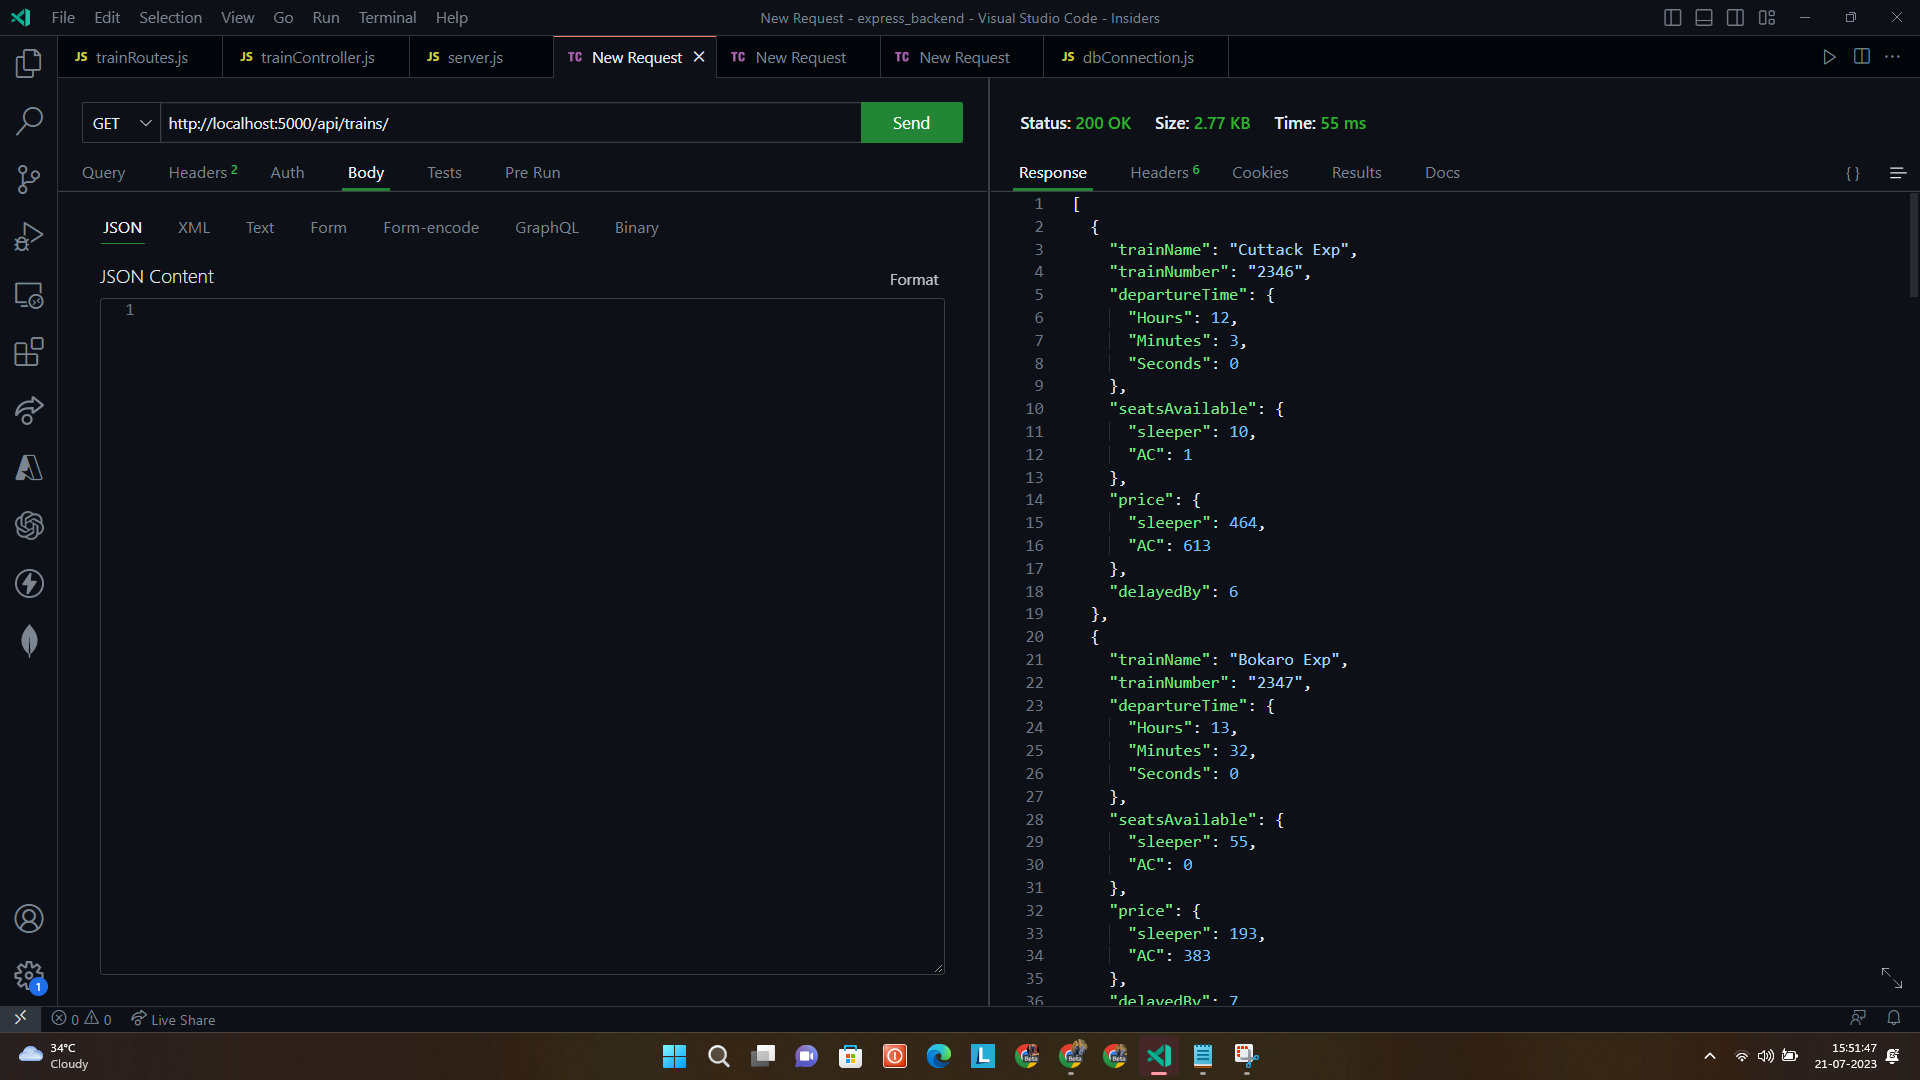 File Edit Selection View Go Run Terminal Help
New Request - express_backend - Visual Studio Code - Insiders
JS trainRoutes.js
JS trainController.js
JS server.js
TC New Request
TC New Request
TC New Request
JS dbConnection.js
GET
http://localhost:5000/api/trains/
Send
Query Headers 2 Auth Body Tests Pre Run
JSON XML Text Form Form-encode GraphQL Binary
JSON Content
Format
1
Status: 200 OK Size: 2.77 KB Time: 55 ms
Response Headers 6 Cookies Results Docs { }
1 [
2 {
3 "trainName": "Cuttack Exp",
4 "trainNumber": "2346",
5 "departureTime": {
6 "Hours": 12,
7 "Minutes": 3,
8 "Seconds": 0
9 },
10 "seatsAvailable": {
11 "sleeper": 10,
12 "AC": 1
13 },
14 "price": {
15 "sleeper": 464,
16 "AC": 613
17 },
18 "delayedBy": 6
19 },
20 {
21 "trainName": "Bokaro Exp",
22 "trainNumber": "2347",
23 "departureTime": {
24 "Hours": 13,
25 "Minutes": 32,
26 "Seconds": 0
27 },
28 "seatsAvailable": {
29 "sleeper": 55,
30 "AC": 0
31 },
32 "price": {
33 "sleeper": 193,
34 "AC": 383
35 },
36 "delayedBy": 7
1
0 0 Live Share
34°C
Cloudy
L
Beta
Beta
Beta
15:51:47
21-07-2023